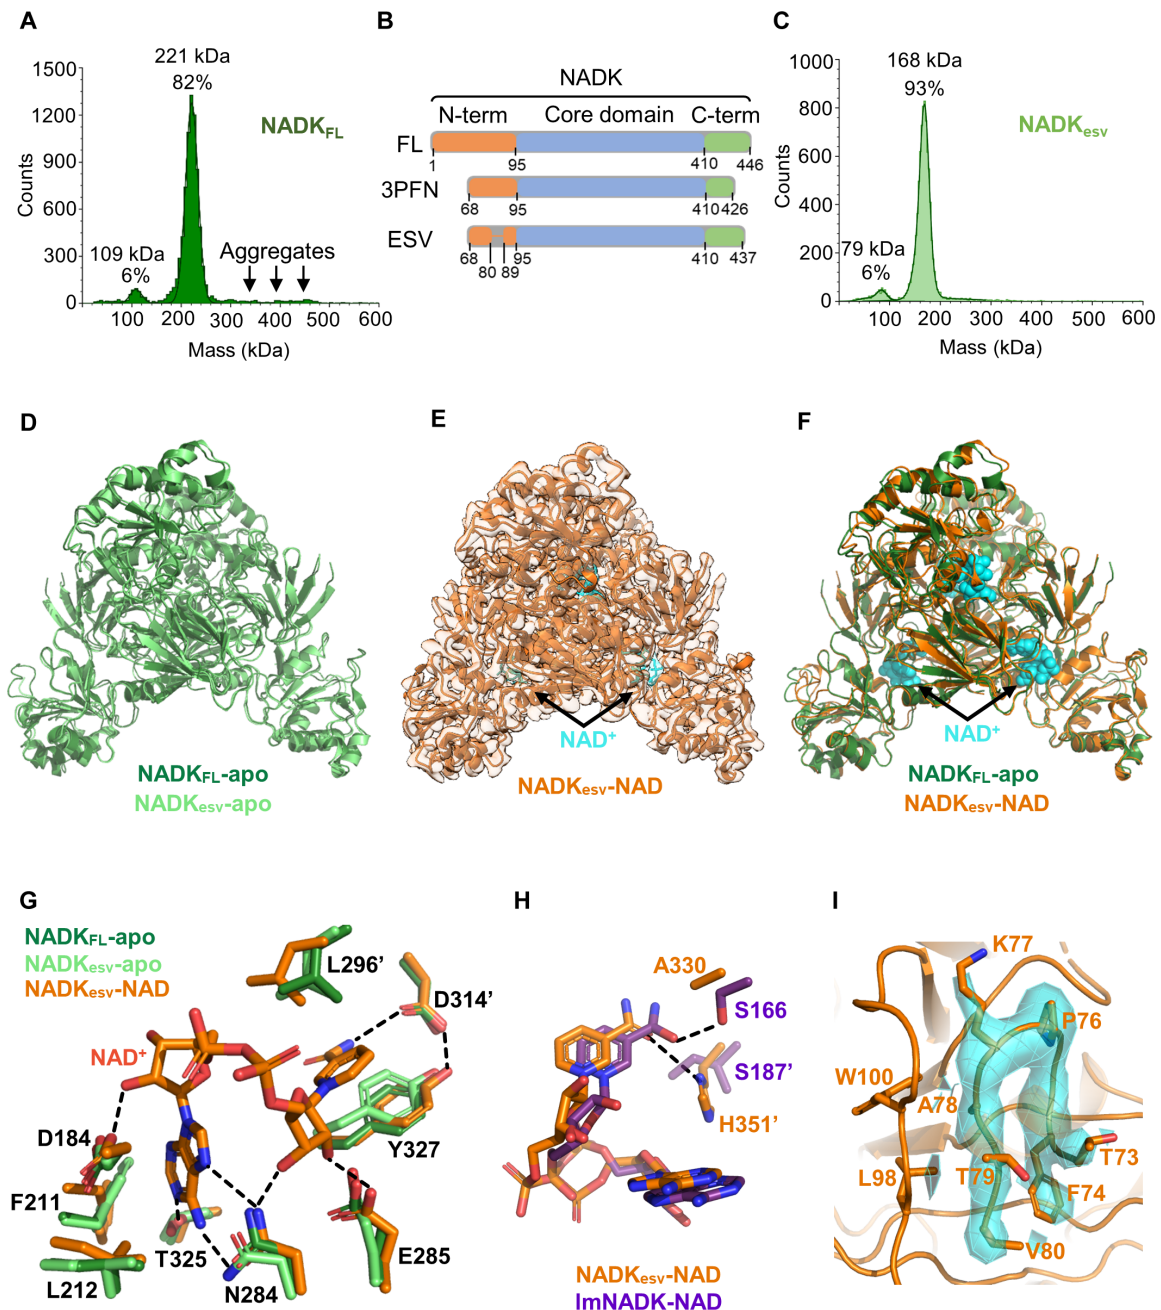 A
221 kDa
82%
1500
1200
900
600
300
0
Counts
NADKFL
109 kDa
6%
Aggregates
100 200 300 400 500 600
Mass (kDa)
B
NADK
N-term Core domain C-term
FL
1 95 410 446
3PFN
68 95 410 426
ESV
68 80 89 95 410 437
C
168 kDa
93%
1000
800
600
400
200
0
Counts
NADKesv
79 kDa
6%
100 200 300 400 500 600
Mass (kDa)
D
NADKFL-apo
NADKesv-apo
E
NAD+
NADKesv-NAD
F
NAD+
NADKFL-apo
NADKesv-NAD
G
NADKFL-apo
NADKesv-apo
NADKesv-NAD
L296’
D314’
NAD+
D184
Y327
F211
T325
E285
L212
N284
H
A330
S166
S187’
H351’
NADKesv-NAD
lmNADK-NAD
I
K77
P76
W100
A78
T73
L98
T79
F74
V80